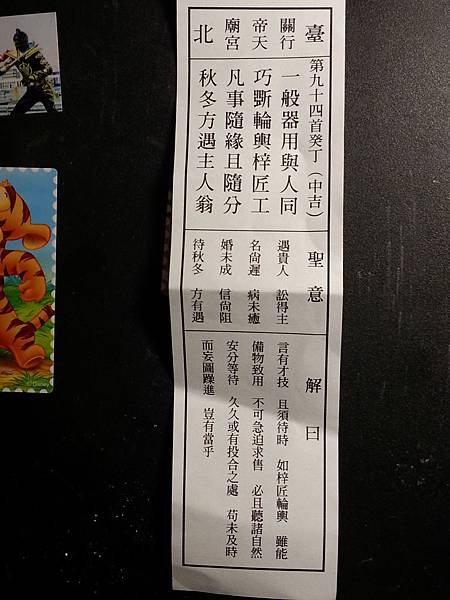 臺北
關帝廟
行天宮
第九十四首癸丁(中吉)
一般器用與人同
巧斲輪輿梓匠工
凡事隨緣且隨分
秋冬方遇主人翁
聖意
遇貴人 訟得主
名尚遲 病未癒
婚未成 信尚阻
待秋冬 方有遇
解曰
言有才技 且須待時 如梓匠輪輿 雖能
備物致用 不可急迫求售 必且聽諸自然
安分等待 久久或有投合之處 苟未及時
而妄圖躁進 豈有當乎
©Disney